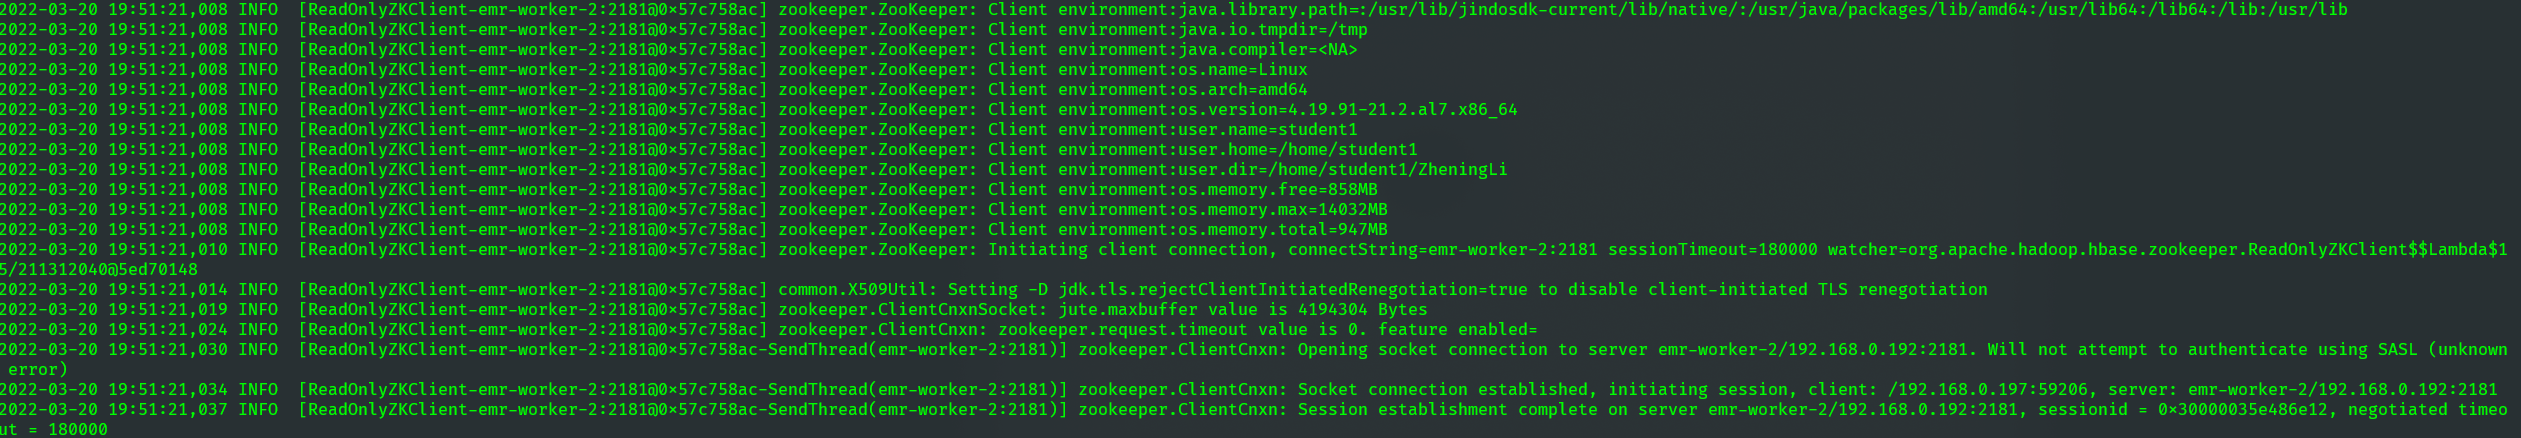 2022-03-20 19:51:21,008 INFO  [ReadOnlyZKClient-emr-worker-2:2181@0×57c758ac] zookeeper.ZooKeeper: Client environment:java.library.path=:/usr/lib/jindosdk-current/lib/native/:/usr/java/packages/lib/amd64:/usr/lib64:/lib64:/lib:/usr/lib
2022-03-20 19:51:21,008 INFO  [ReadOnlyZKClient-emr-worker-2:2181@0×57c758ac] zookeeper.ZooKeeper: Client environment:java.io.tmpdir=/tmp
2022-03-20 19:51:21,008 INFO  [ReadOnlyZKClient-emr-worker-2:2181@0×57c758ac] zookeeper.ZooKeeper: Client environment:java.compiler=<NA>
2022-03-20 19:51:21,008 INFO  [ReadOnlyZKClient-emr-worker-2:2181@0×57c758ac] zookeeper.ZooKeeper: Client environment:os.name=Linux
2022-03-20 19:51:21,008 INFO  [ReadOnlyZKClient-emr-worker-2:2181@0×57c758ac] zookeeper.ZooKeeper: Client environment:os.arch=amd64
2022-03-20 19:51:21,008 INFO  [ReadOnlyZKClient-emr-worker-2:2181@0×57c758ac] zookeeper.ZooKeeper: Client environment:os.version=4.19.91-21.2.al7.x86_64
2022-03-20 19:51:21,008 INFO  [ReadOnlyZKClient-emr-worker-2:2181@0×57c758ac] zookeeper.ZooKeeper: Client environment:user.name=student1
2022-03-20 19:51:21,008 INFO  [ReadOnlyZKClient-emr-worker-2:2181@0×57c758ac] zookeeper.ZooKeeper: Client environment:user.home=/home/student1
2022-03-20 19:51:21,008 INFO  [ReadOnlyZKClient-emr-worker-2:2181@0×57c758ac] zookeeper.ZooKeeper: Client environment:user.dir=/home/student1/ZheningLi
2022-03-20 19:51:21,008 INFO  [ReadOnlyZKClient-emr-worker-2:2181@0×57c758ac] zookeeper.ZooKeeper: Client environment:os.memory.free=858MB
2022-03-20 19:51:21,008 INFO  [ReadOnlyZKClient-emr-worker-2:2181@0×57c758ac] zookeeper.ZooKeeper: Client environment:os.memory.max=14032MB
2022-03-20 19:51:21,008 INFO  [ReadOnlyZKClient-emr-worker-2:2181@0×57c758ac] zookeeper.ZooKeeper: Client environment:os.memory.total=947MB
2022-03-20 19:51:21,010 INFO  [ReadOnlyZKClient-emr-worker-2:2181@0×57c758ac] zookeeper.ZooKeeper: Initiating client connection, connectString=emr-worker-2:2181 sessionTimeout=180000 watcher=org.apache.hadoop.hbase.zookeeper.ReadOnlyZKClient$$Lambda$1
5/211312040@5ed70148
2022-03-20 19:51:21,014 INFO  [ReadOnlyZKClient-emr-worker-2:2181@0×57c758ac] common.X509Util: Setting -D jdk.tls.rejectClientInitiatedRenegotiation=true to disable client-initiated TLS renegotiation
2022-03-20 19:51:21,019 INFO  [ReadOnlyZKClient-emr-worker-2:2181@0×57c758ac] zookeeper.ClientCnxnSocket: jute.maxbuffer value is 4194304 Bytes
2022-03-20 19:51:21,024 INFO  [ReadOnlyZKClient-emr-worker-2:2181@0×57c758ac] zookeeper.ClientCnxn: zookeeper.request.timeout value is 0. feature enabled=
2022-03-20 19:51:21,030 INFO  [ReadOnlyZKClient-emr-worker-2:2181@0×57c758ac-SendThread(emr-worker-2:2181)] zookeeper.ClientCnxn: Opening socket connection to server emr-worker-2/192.168.0.192:2181. Will not attempt to authenticate using SASL (unknown
 error)
2022-03-20 19:51:21,034 INFO  [ReadOnlyZKClient-emr-worker-2:2181@0×57c758ac-SendThread(emr-worker-2:2181)] zookeeper.ClientCnxn: Socket connection established, initiating session, client: /192.168.0.197:59206, server: emr-worker-2/192.168.0.192:2181
2022-03-20 19:51:21,037 INFO  [ReadOnlyZKClient-emr-worker-2:2181@0×57c758ac-SendThread(emr-worker-2:2181)] zookeeper.ClientCnxn: Session establishment complete on server emr-worker-2/192.168.0.192:2181, sessionid = 0×30000035e486e12, negotiated timeo
ut = 180000